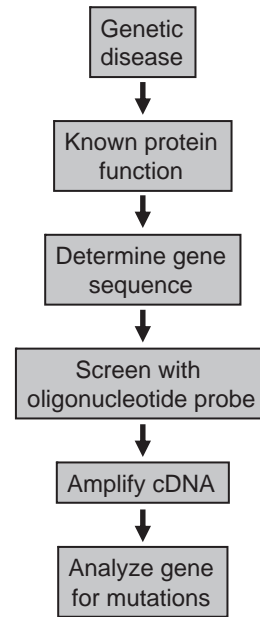 Genetic
disease
Known protein
function
Determine gene
sequence
Screen with
oligonucleotide probe
Amplify cDNA
Analyze gene
for mutations